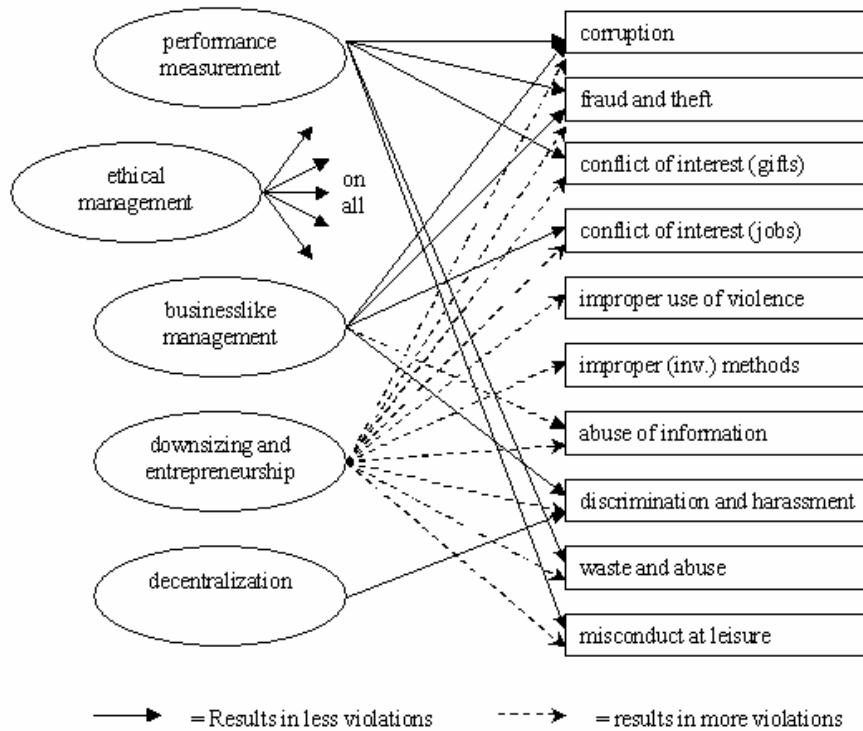 performance
measurement
ethical
management
on
all
businesslike
management
downsizing and
entrepreneurship
decentralization
corruption
fraud and theft
conflict of interest (gifts)
conflict of interest (jobs)
improper use of violence
improper (inv.) methods
abuse of information
discrimination and harassment
waste and abuse
misconduct at leisure
= Results in less violations
= results in more violations